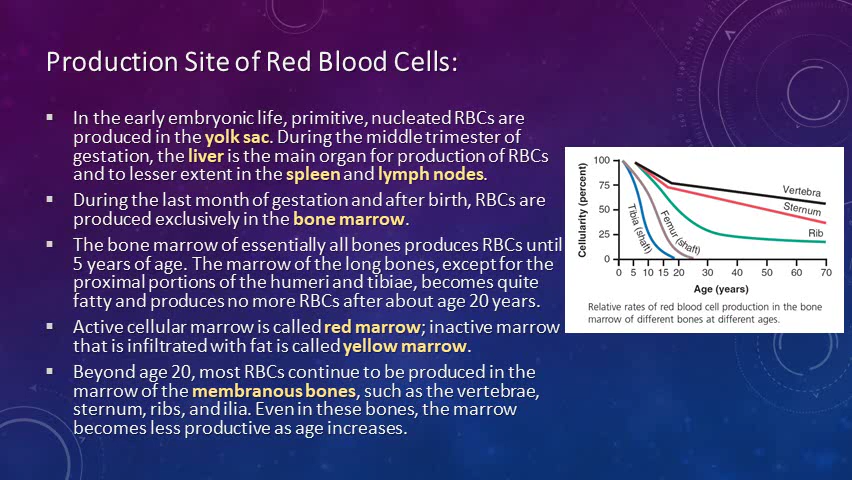 Production Site of Red Blood Cells:
▪ In the early embryonic life, primitive, nucleated RBCs are
produced in the yolk sac. During the middle trimester of
gestation, the liver is the main organ for production of RBCs
and to lesser extent in the spleen and lymph nodes.
▪ During the last month of gestation and after birth, RBCs are
produced exclusively in the bone marrow.
▪ The bone marrow of essentially all bones produces RBCs until
5 years of age. The marrow of the long bones, except for the
proximal portions of the humeri and tibiae, becomes quite
fatty and produces no more RBCs after about age 20 years.
▪ Active cellular marrow is called red marrow; inactive marrow
that is infiltrated with fat is called yellow marrow.
▪ Beyond age 20, most RBCs continue to be produced in the
marrow of the membranous bones, such as the vertebrae,
sternum, ribs, and ilia. Even in these bones, the marrow
becomes less productive as age increases.
Cellularity (percent)
100
75
50
25
0
Vertebra
Sternum
Rib
Tibia (shaft)
Femur (shaft)
0 5 10 15 20 30 40 50 60 70
Age (years)
Relative rates of red blood cell production in the bone
marrow of different bones at different ages.